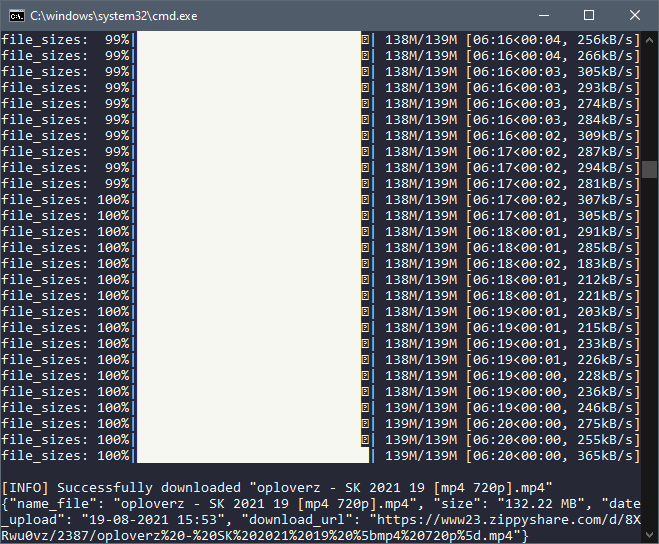 C:\windows\system32\cmd.exe
file_sizes:  99%| | 138M/139M [06:16<00:04, 256kB/s]
file_sizes:  99%| | 138M/139M [06:16<00:04, 266kB/s]
file_sizes:  99%| | 138M/139M [06:16<00:03, 305kB/s]
file_sizes:  99%| | 138M/139M [06:16<00:03, 293kB/s]
file_sizes:  99%| | 138M/139M [06:16<00:03, 274kB/s]
file_sizes:  99%| | 138M/139M [06:16<00:03, 284kB/s]
file_sizes:  99%| | 138M/139M [06:16<00:02, 309kB/s]
file_sizes:  99%| | 138M/139M [06:17<00:02, 287kB/s]
file_sizes:  99%| | 138M/139M [06:17<00:02, 294kB/s]
file_sizes:  99%| | 138M/139M [06:17<00:02, 281kB/s]
file_sizes: 100%| | 138M/139M [06:17<00:02, 307kB/s]
file_sizes: 100%| | 138M/139M [06:17<00:01, 305kB/s]
file_sizes: 100%| | 138M/139M [06:18<00:01, 291kB/s]
file_sizes: 100%| | 138M/139M [06:18<00:01, 285kB/s]
file_sizes: 100%| | 138M/139M [06:18<00:02, 183kB/s]
file_sizes: 100%| | 138M/139M [06:18<00:01, 212kB/s]
file_sizes: 100%| | 138M/139M [06:18<00:01, 221kB/s]
file_sizes: 100%| | 138M/139M [06:19<00:01, 203kB/s]
file_sizes: 100%| | 138M/139M [06:19<00:01, 215kB/s]
file_sizes: 100%| | 138M/139M [06:19<00:01, 233kB/s]
file_sizes: 100%| | 138M/139M [06:19<00:01, 226kB/s]
file_sizes: 100%| | 138M/139M [06:19<00:00, 228kB/s]
file_sizes: 100%| | 138M/139M [06:19<00:00, 236kB/s]
file_sizes: 100%| | 139M/139M [06:19<00:00, 246kB/s]
file_sizes: 100%| | 139M/139M [06:20<00:00, 275kB/s]
file_sizes: 100%| | 139M/139M [06:20<00:00, 255kB/s]
file_sizes: 100%| | 139M/139M [06:20<00:00, 365kB/s]
[INFO] Successfully downloaded "oploverz - SK 2021 19 [mp4 720p].mp4"
{"name_file": "oploverz - SK 2021 19 [mp4 720p].mp4", "size": "132.22 MB", "date
_upload": "19-08-2021 15:53", "download_url": "https://www23.zippyshare.com/d/8X
Rwu0vz/2387/oploverz%20-%20SK%202021%2019%20%5bmp4%20720p%5d.mp4"}